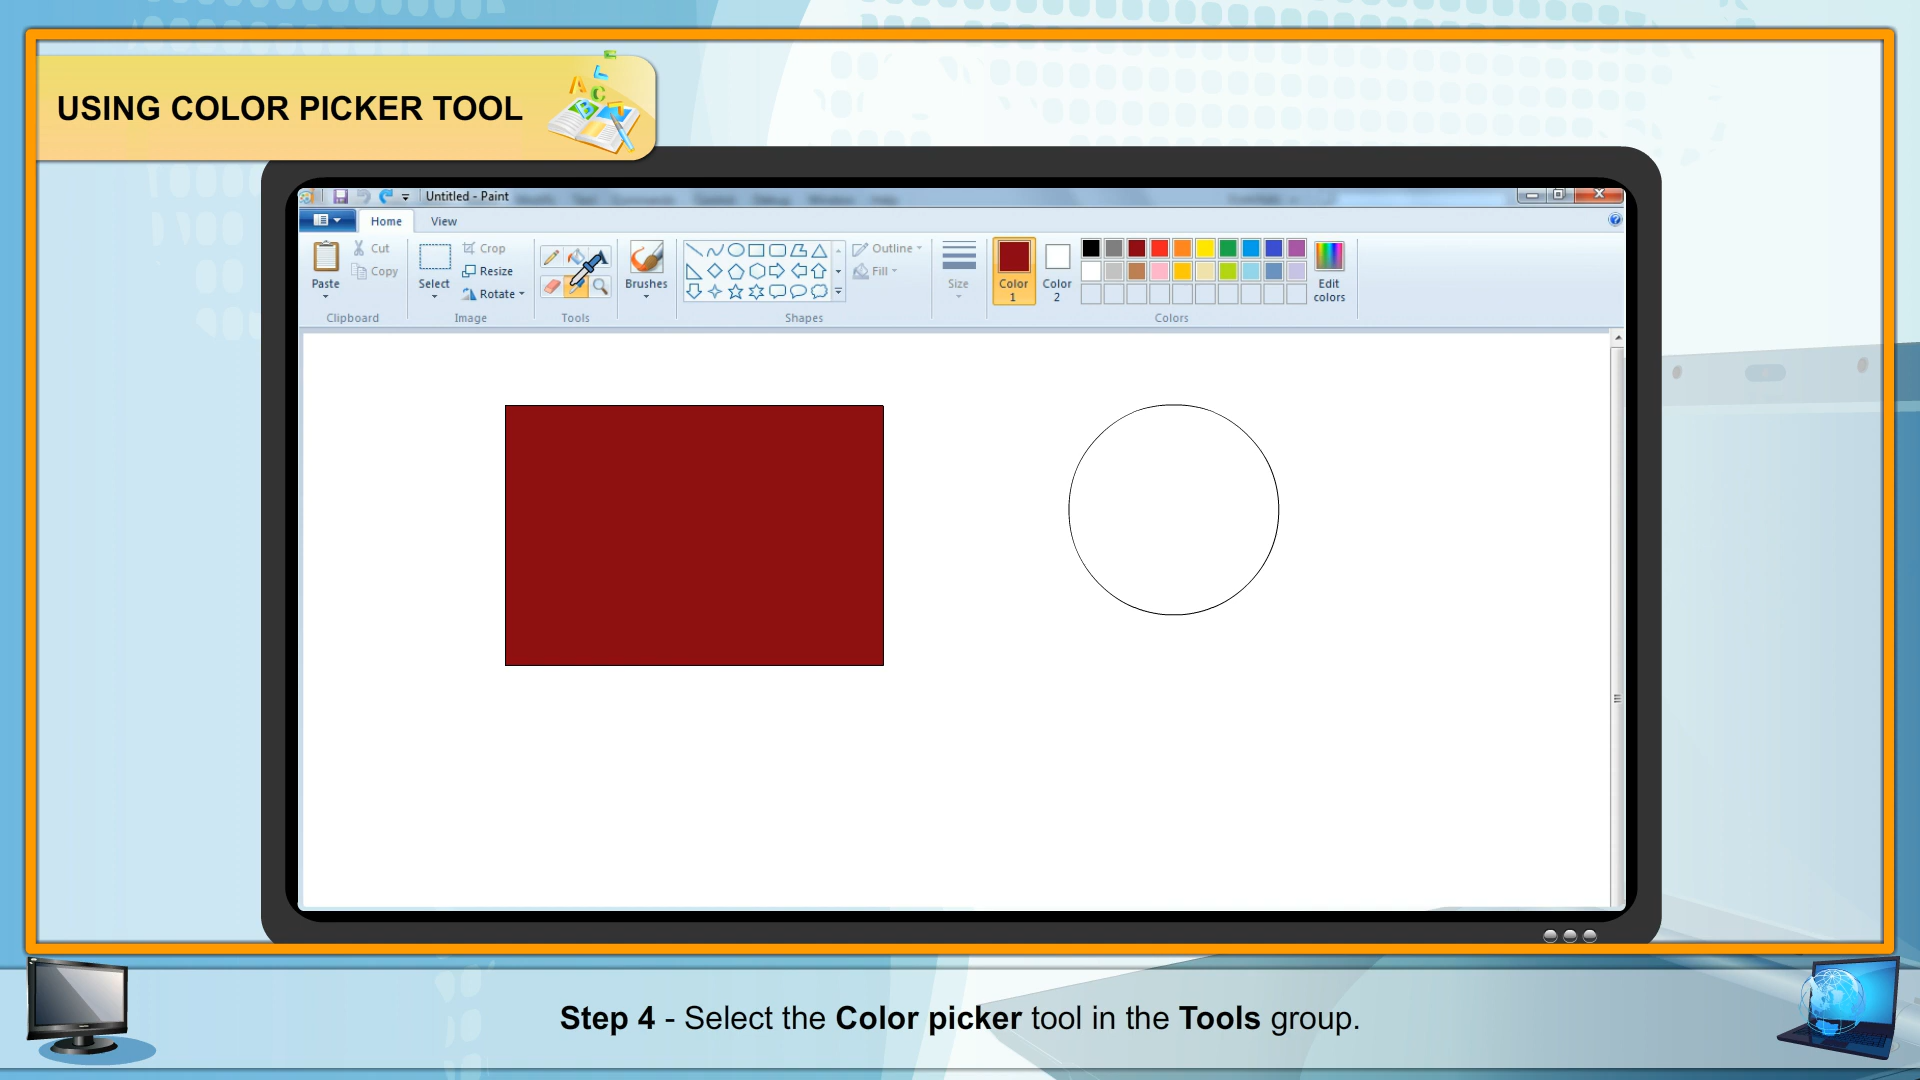 USING COLOR PICKER TOOL
Untitled - Paint
Home View
Paste
Cut
Copy
Clipboard
Select
Crop
Resize
Rotate
Image
Tools
Brushes
Shapes
Outline
Fill
Size
Color
1
Color
2
Colors
Edit
colors
Step 4 - Select the Color picker tool in the Tools group.